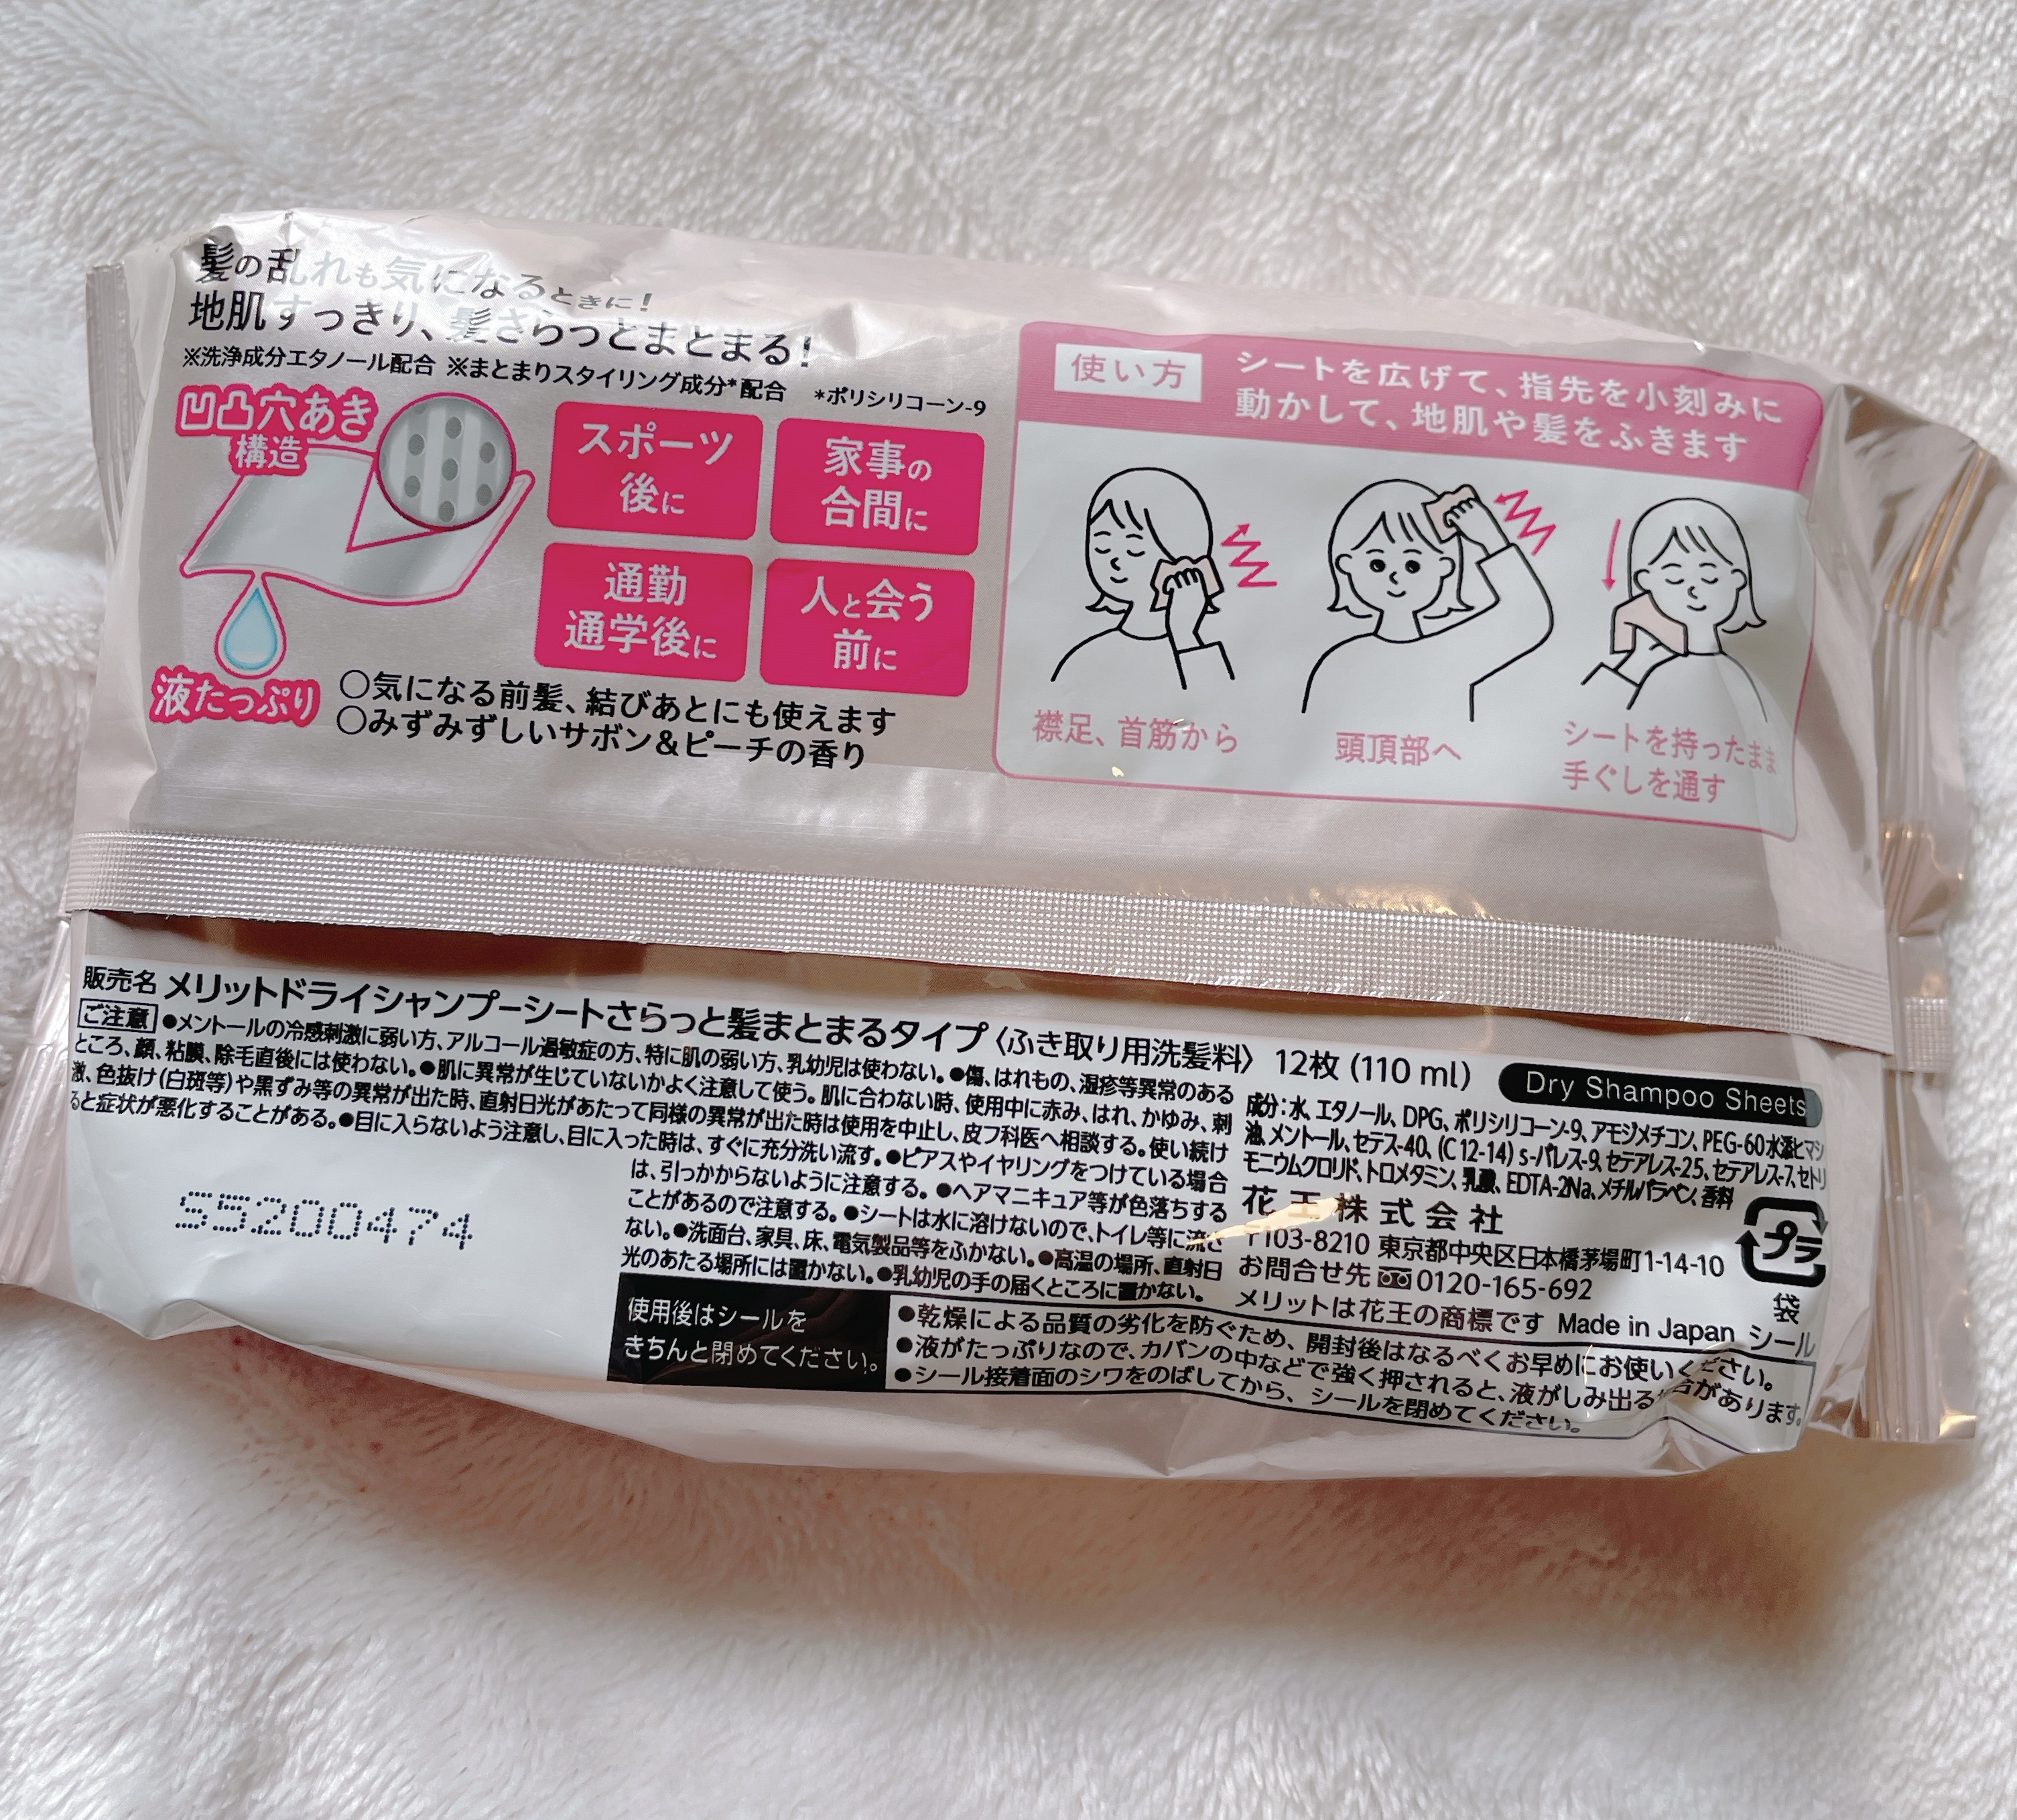 髪の乱れも気になるときに!
地肌すっきり、髪さらっとまとまる!
※洗浄成分エタノール配合 ※まとまりスタイリング成分*配合 *ポリシリコーン-9
凹凸穴あき
構造
液たっぷり
スポーツ
後に
家事の
合間に
通勤
通学後に
人と会う
前に
○気になる前髪、結びあとにも使えます
○みずみずしいサボン&ピーチの香り
使い方
シートを広げて、指先を小刻みに
動かして、地肌や髪をふきます
襟足、首筋から
頭頂部へ
シートを持ったまま
手ぐしを通す
販売名 メリットドライシャンプーシートさらっと髪まとまるタイプ〈ふき取り用洗髪料〉 12枚(110 ml)
Dry Shampoo Sheets
ご注意 ●メントールの冷感刺激に弱い方、アルコール過敏症の方、特に肌の弱い方、乳幼児は使わない。●傷、はれもの、湿疹等異常のある
ところ、顔、粘膜、除毛直後には使わない。●肌に異常が生じていないかよく注意して使う。肌に合わない時、使用中に赤み、はれ、かゆみ、刺
激、色抜け(白斑等)や黒ずみ等の異常が出た時、直射日光があたって同様の異常が出た時は使用を中止し、皮フ科医へ相談する。使い続け
ると症状が悪化することがある。●目に入らないよう注意し、目に入った時は、すぐに充分洗い流す。●ピアスやイヤリングをつけている場合
は、引っかからないように注意する。●ヘアマニキュア等が色落ちする
ことがあるので注意する。●シートは水に溶けないので、トイレ等に流さ
ない。●洗面台、家具、床、電気製品等をふかない。●高温の場所、直射日
光のあたる場所には置かない。●乳幼児の手の届くところに置かない。
S5200474
成分:水、エタノール、DPG、ポリシリコーン-9、アモジメチコン、PEG-60水添ヒマシ
油、メントール、セテス-40、(C12-14)s-パレス-9、セテアレス-25、セテアレス-7、セトリ
モニウムクロリド、トロメタミン、乳酸、EDTA-2Na、メチルパラベン、香料
花王株式会社
〒103-8210 東京都中央区日本橋茅場町1-14-10
お問合せ先 0120-165-692
メリットは花王の商標です Made in Japan
プラ
袋
シール
使用後はシールを
きちんと閉めてください。
●乾燥による品質の劣化を防ぐため、開封後はなるべくお早めにお使いください。
●液がたっぷりなので、カバンの中などで強く押されると、液がしみ出る場合があります。
●シール接着面のシワをのばしてから、シールを閉めてください。